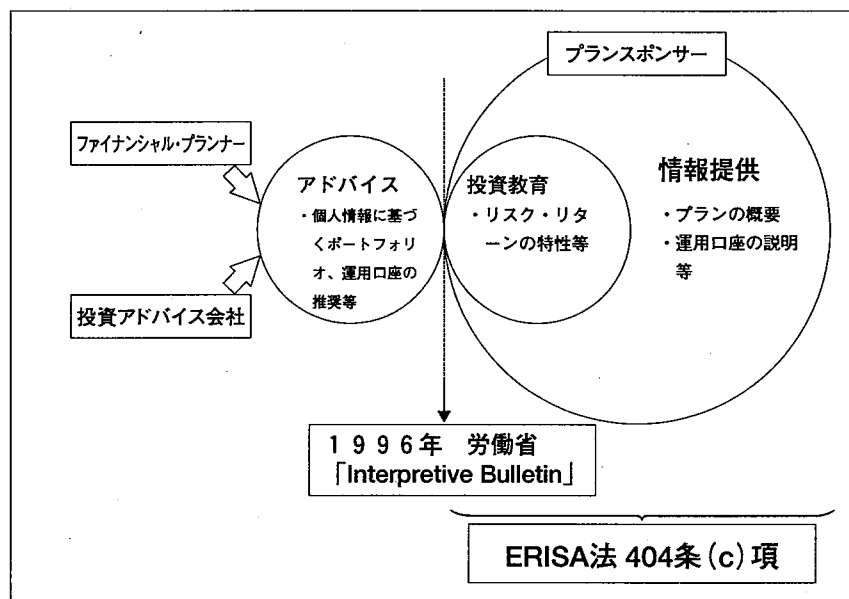 プランスポンサー
ファイナンシャル・プランナー
アドバイス
・個人情報に基づ
くポートフォリ
オ、運用口座の
推奨等
投資アドバイス会社
投資教育
・リスク・リタ
ーンの特性等
情報提供
・プランの概要
・運用口座の説明
等
1996年 労働省
「Interpretive Bulletin」
ERISA法 404条(c)項